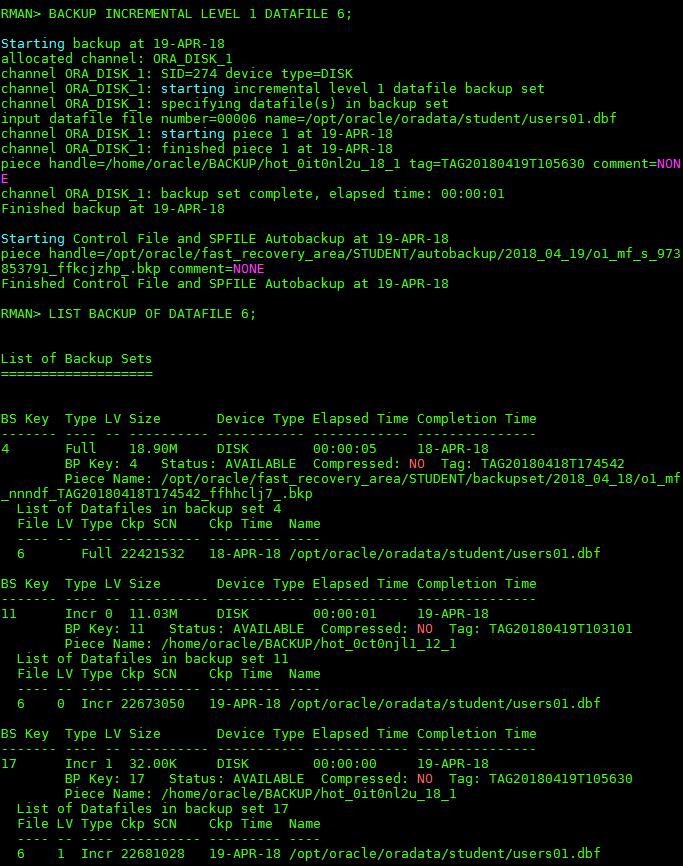 RMAN> BACKUP INCREMENTAL LEVEL 1 DATAFILE 6;
Starting backup at 19-APR-18
allocated channel: ORA_DISK_1
channel ORA_DISK_1: SID=274 device type=DISK
channel ORA_DISK_1: starting incremental level 1 datafile backup set
channel ORA_DISK_1: specifying datafile(s) in backup set
input datafile file number=00006 name=/opt/oracle/oradata/student/users01.dbf
channel ORA_DISK_1: starting piece 1 at 19-APR-18
channel ORA_DISK_1: finished piece 1 at 19-APR-18
piece handle=/home/oracle/BACKUP/hot_0it0nl2u_18_1 tag=TAG20180419T105630 comment=NON
E
channel ORA_DISK_1: backup set complete, elapsed time: 00:00:01
Finished backup at 19-APR-18
Starting Control File and SPFILE Autobackup at 19-APR-18
piece handle=/opt/oracle/fast_recovery_area/STUDENT/autobackup/2018_04_19/o1_mf_s_973
853791_ffkcjzhp_.bkp comment=NONE
Finished Control File and SPFILE Autobackup at 19-APR-18
RMAN> LIST BACKUP OF DATAFILE 6;
List of Backup Sets
===================
BS Key  Type LV Size       Device Type Elapsed Time Completion Time
------- ---- -- ---------- ----------- ------------ ---------------
4       Full    18.90M     DISK        00:00:05     18-APR-18
        BP Key: 4   Status: AVAILABLE  Compressed: NO  Tag: TAG20180418T174542
        Piece Name: /opt/oracle/fast_recovery_area/STUDENT/backupset/2018_04_18/o1_mf
_nnndf_TAG20180418T174542_ffhhclj7_.bkp
  List of Datafiles in backup set 4
  File LV Type Ckp SCN    Ckp Time  Name
  ---- -- ---- ---------- --------- ----
  6       Full 22421532   18-APR-18 /opt/oracle/oradata/student/users01.dbf
BS Key  Type LV Size       Device Type Elapsed Time Completion Time
------- ---- -- ---------- ----------- ------------ ---------------
11      Incr 0  11.03M     DISK        00:00:01     19-APR-18
        BP Key: 11   Status: AVAILABLE  Compressed: NO  Tag: TAG20180419T103101
        Piece Name: /home/oracle/BACKUP/hot_0ct0njl1_12_1
  List of Datafiles in backup set 11
  File LV Type Ckp SCN    Ckp Time  Name
  ---- -- ---- ---------- --------- ----
  6    0  Incr 22673050   19-APR-18 /opt/oracle/oradata/student/users01.dbf
BS Key  Type LV Size       Device Type Elapsed Time Completion Time
------- ---- -- ---------- ----------- ------------ ---------------
17      Incr 1  32.00K     DISK        00:00:00     19-APR-18
        BP Key: 17   Status: AVAILABLE  Compressed: NO  Tag: TAG20180419T105630
        Piece Name: /home/oracle/BACKUP/hot_0it0nl2u_18_1
  List of Datafiles in backup set 17
  File LV Type Ckp SCN    Ckp Time  Name
  ---- -- ---- ---------- --------- ----
  6    1  Incr 22681028   19-APR-18 /opt/oracle/oradata/student/users01.dbf